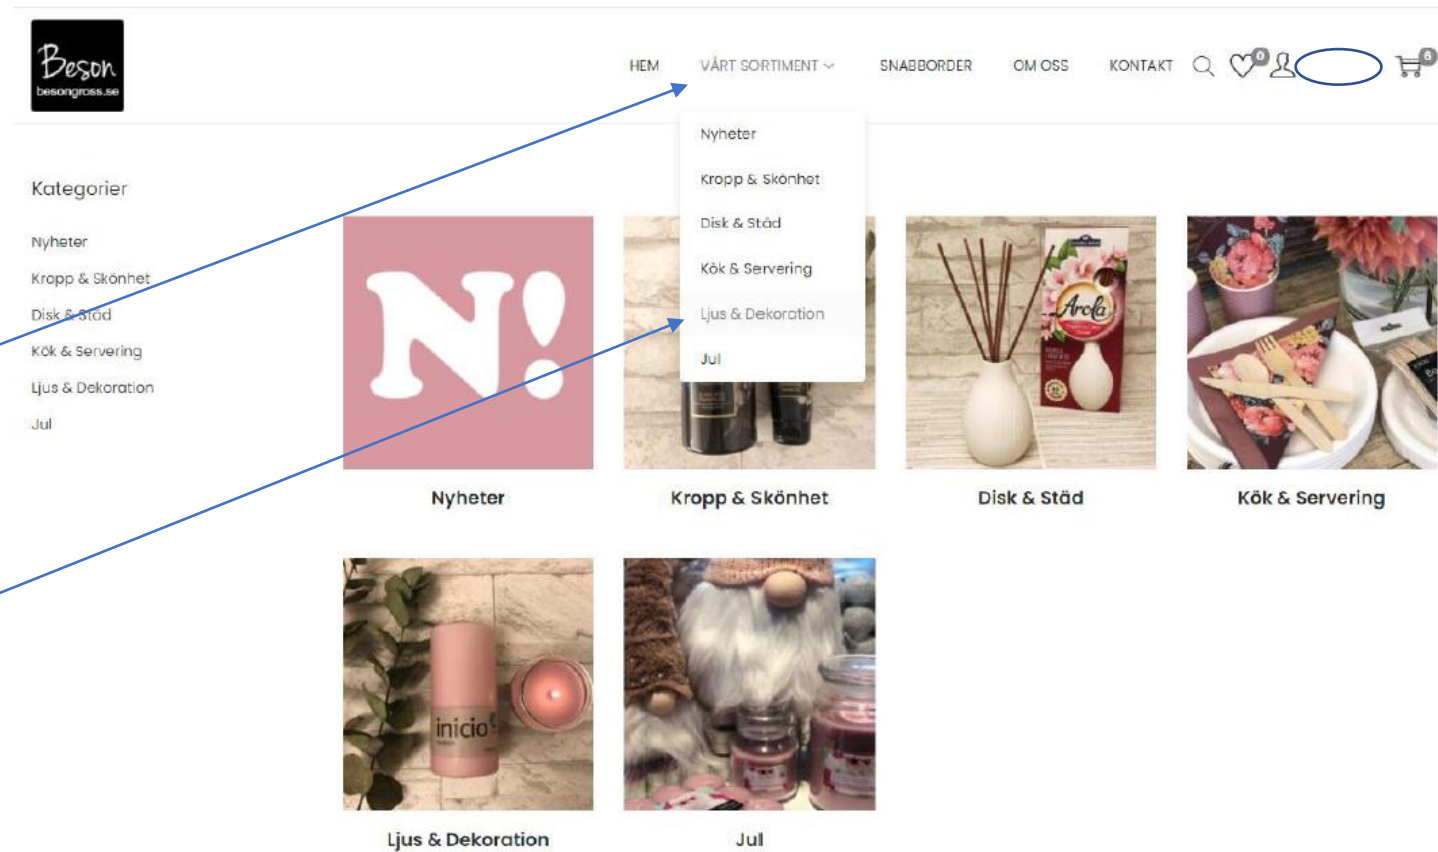 Beson
besongross.se
HEM
VÅRT SORTIMENT
SNABBORDER
OM OSS
KONTAKT
0
6
Nyheter
Kropp & Skönhet
Disk & Städ
Kök & Servering
Ljus & Dekoration
Jul
Kategorier
Nyheter
Kropp & Skönhet
Disk & Städ
Kök & Servering
Ljus & Dekoration
Jul
N!
Arola
Nyheter
Kropp & Skönhet
Disk & Städ
Kök & Servering
inicio
Ljus & Dekoration
Jul